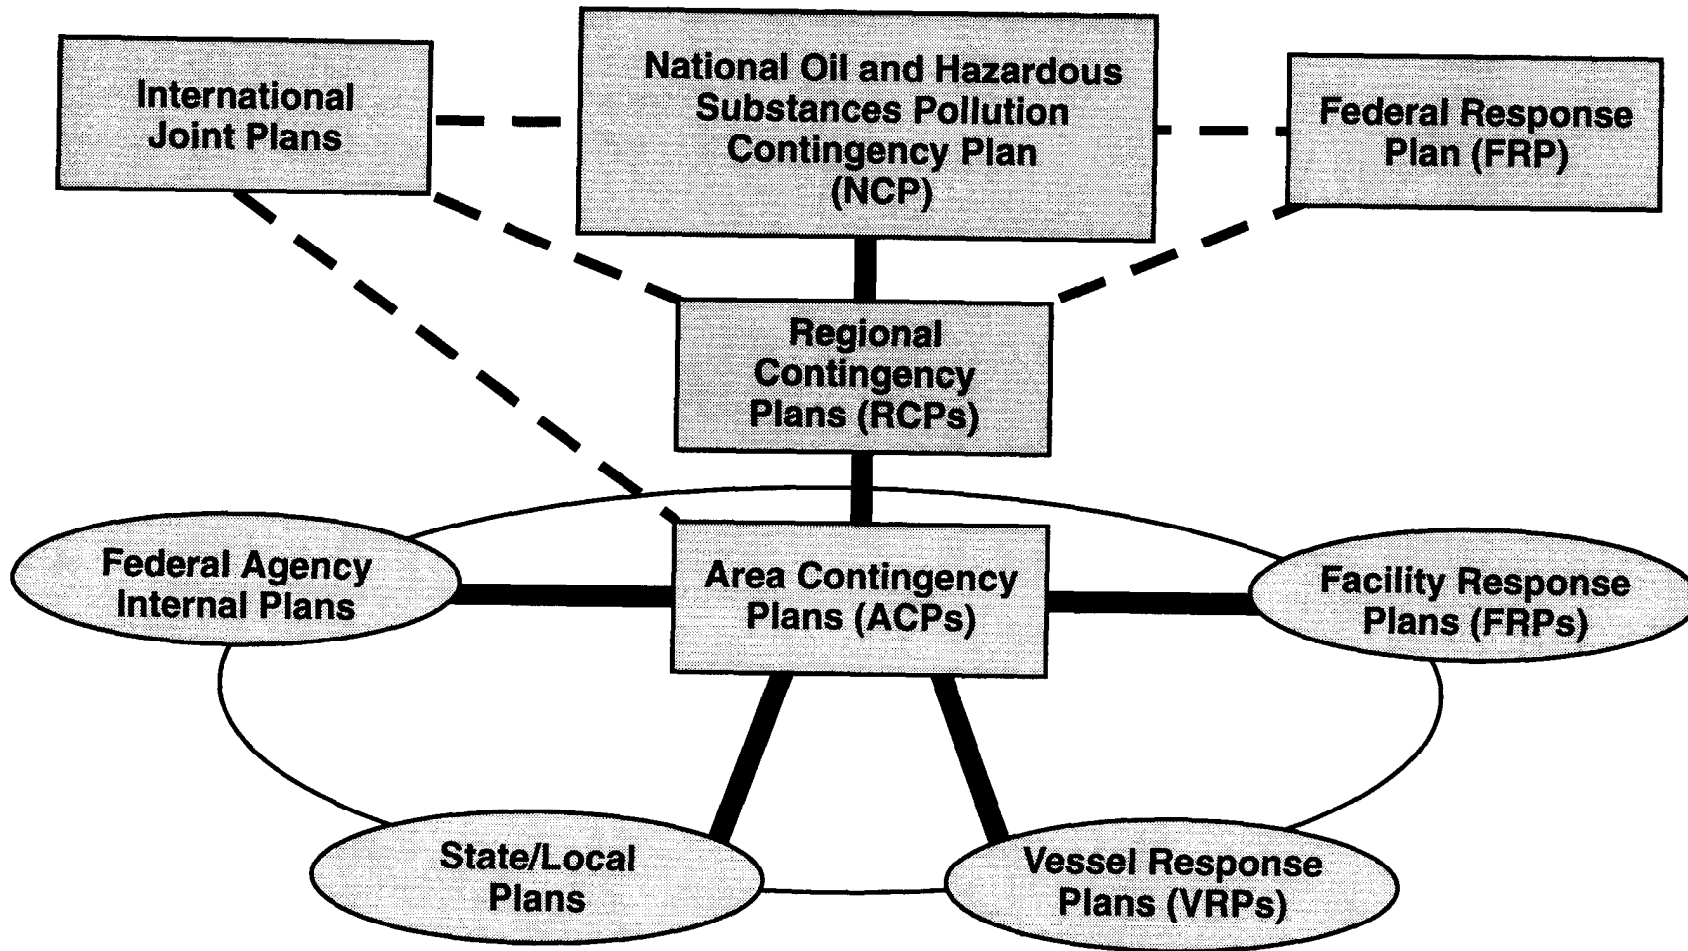 International
Joint Plans
National Oil and Hazardous
Substances Pollution
Contingency Plan
(NCP)
Federal Response
Plan (FRP)
Regional
Contingency
Plans (RCPs)
Federal Agency
Internal Plans
Area Contingency
Plans (ACPs)
Facility Response
Plans (FRPs)
State/Local
Plans
Vessel Response
Plans (VRPs)